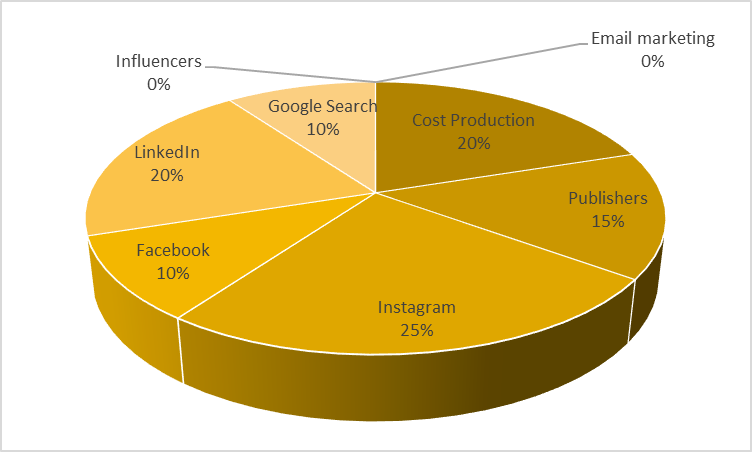 Email marketing
0%
Influencers
0%
Google Search
10%
Cost Production
20%
LinkedIn
20%
Publishers
15%
Facebook
10%
Instagram
25%